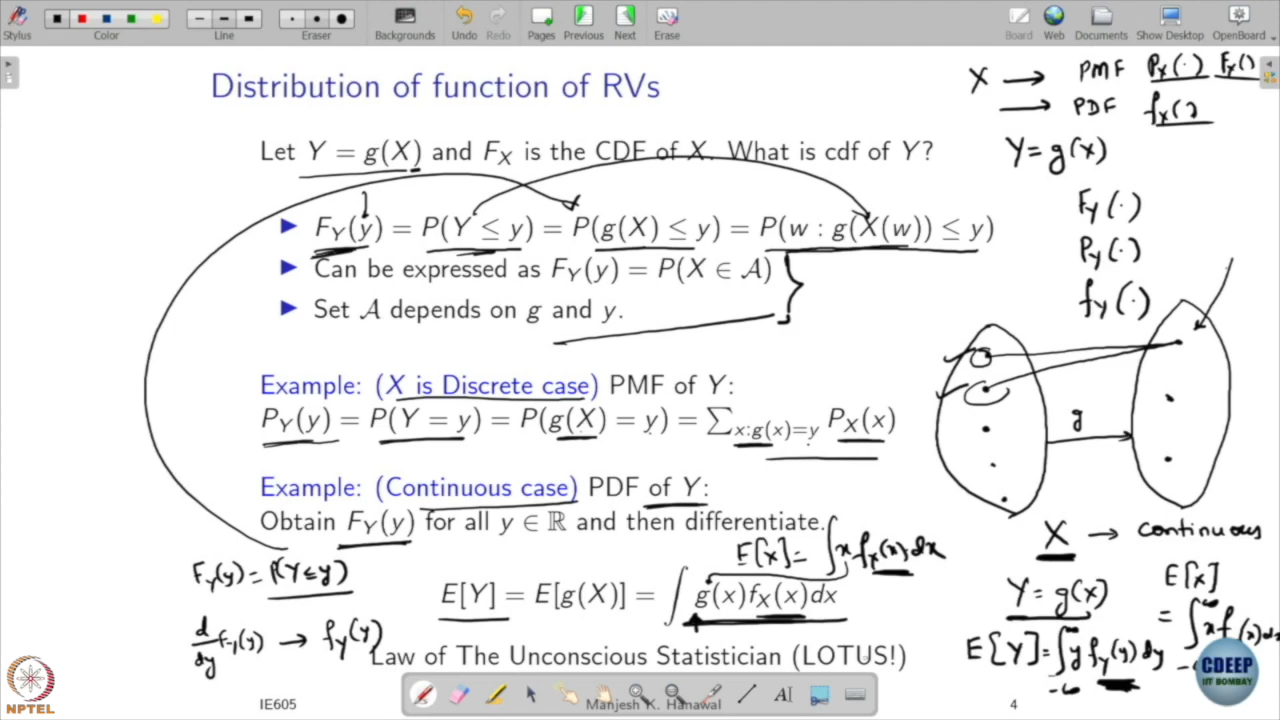 Stylus Color Line Eraser Backgrounds Undo Redo Pages Previous Next Erase Board Web Documents Show Desktop OpenBoard
Distribution of function of RVs
Let Y = g(X) and F_X is the CDF of X. What is cdf of Y?
▶ F_Y(y) = P(Y ≤ y) = P(g(X) ≤ y) = P(w : g(X(w)) ≤ y)
▶ Can be expressed as F_Y(y) = P(X ∈ 𝒜)
▶ Set 𝒜 depends on g and y.
Example: (X is Discrete case) PMF of Y:
P_Y(y) = P(Y = y) = P(g(X) = y) = ∑_{x:g(x)=y} P_X(x)
Example: (Continuous case) PDF of Y:
Obtain F_Y(y) for all y ∈ ℝ and then differentiate.
E[X] = ∫ x f_X(x) dx
E[Y] = E[g(X)] = ∫ g(x)f_X(x)dx
Law of The Unconscious Statistician (LOTUS!)
F_Y(y) = P(Y ≤ y)
d/dy F_Y(y) → f_Y(y)
X → PMF P_X(·) F_X()
→ PDF f_X()
Y = g(X)
F_Y(·)
P_Y(·)
f_Y(·)
g
X → continuous
Y = g(X)
E[Y] = ∫_{-∞}^{∞} y f_Y(y) dy
E[X]
= ∫_{-∞}^{∞} x f (x) dx
NPTEL
IE605
Manjesh K. Hanawal
4
CDEEP
IIT BOMBAY